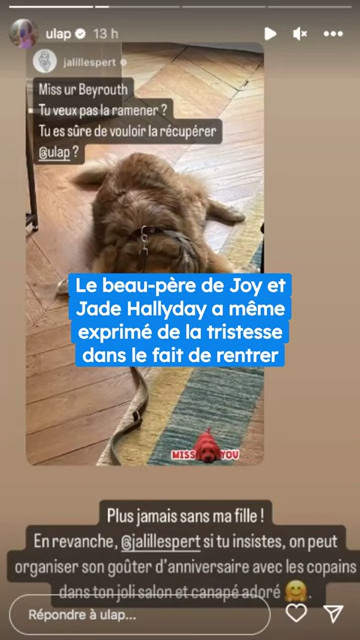 ulap 13 h
jalillespert
Miss ur Beyrouth
Tu veux pas la ramener ?
Tu es sûre de vouloir la récupérer
@ulap ?
Le beau-père de Joy et
Jade Hallyday a même
exprimé de la tristesse
dans le fait de rentrer
MISS YOU
Plus jamais sans ma fille !
En revanche, @jalillespert si tu insistes, on peut
organiser son goûter d'anniversaire avec les copains
dans ton joli salon et canapé adoré 🤗.
Répondre à ulap...